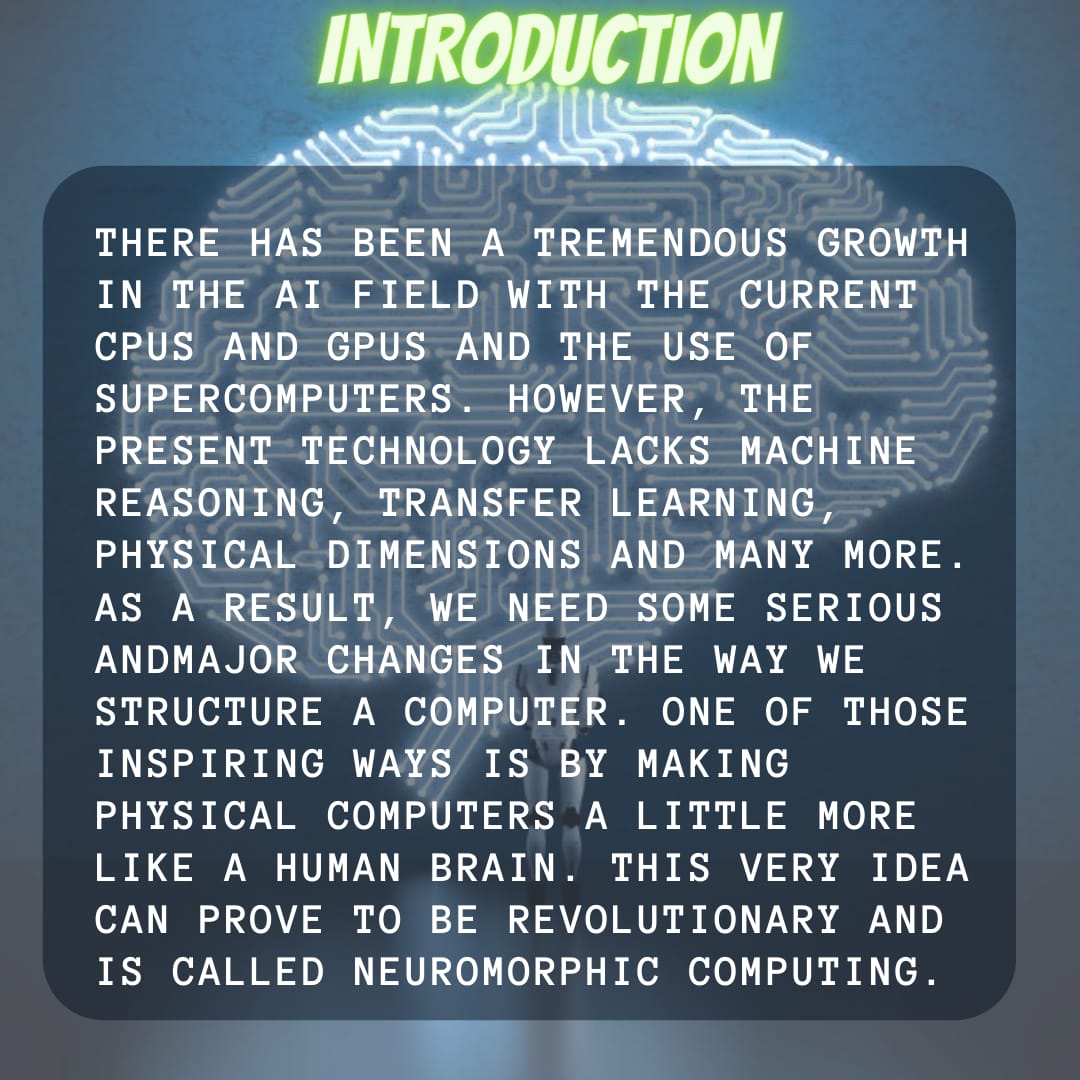 INTRODUCTION
THERE HAS BEEN A TREMENDOUS GROWTH
IN THE AI FIELD WITH THE CURRENT
CPUS AND GPUS AND THE USE OF
SUPERCOMPUTERS. HOWEVER, THE
PRESENT TECHNOLOGY LACKS MACHINE
REASONING, TRANSFER LEARNING,
PHYSICAL DIMENSIONS AND MANY MORE.
AS A RESULT, WE NEED SOME SERIOUS
ANDMAJOR CHANGES IN THE WAY WE
STRUCTURE A COMPUTER. ONE OF THOSE
INSPIRING WAYS IS BY MAKING
PHYSICAL COMPUTERS A LITTLE MORE
LIKE A HUMAN BRAIN. THIS VERY IDEA
CAN PROVE TO BE REVOLUTIONARY AND
IS CALLED NEUROMORPHIC COMPUTING.